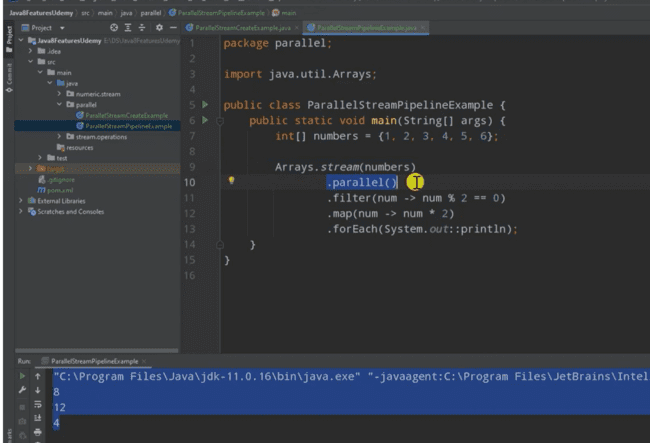 JavaIIFeaturesUdemy
src
main
java
parallel
ParallelStreamPipelineExample
main
Project
ParallelStreamCreateExample.java
ParallelStreamPipelineExample.java
JavaIIFeaturesUdemy
.idea
src
main
java
numeric.stream
parallel
ParallelStreamCreateExample
ParallelStreamPipelineExample
stream.operations
resources
test
target
.gitignore
pom.xml
External Libraries
Scratches and Consoles
Project
Commit
1 package parallel;
2
3 import java.util.Arrays;
4
5 public class ParallelStreamPipelineExample {
6 public static void main(String[] args) {
7 int[] numbers = {1, 2, 3, 4, 5, 6};
8
9 Arrays.stream(numbers)
10 .parallel()
11 .filter(num -> num % 2 == 0)
12 .map(num -> num * 2)
13 .forEach(System.out::println);
14 }
15 }
16
Run: ParallelStreamPipelineExample
"C:\Program Files\Java\jdk-11.0.16\bin\java.exe" "-javaagent:C:\Program Files\JetBrains\Intel
8
12
4